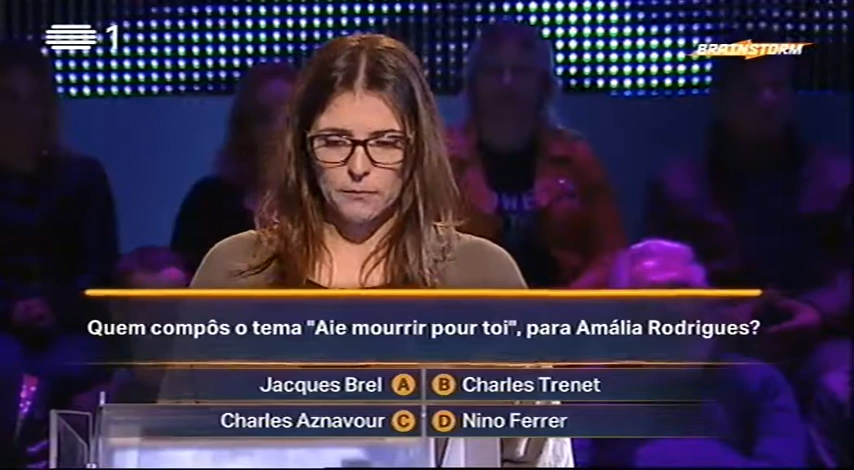 1
BRAINSTORM
Quem compôs o tema "Aie mourrir pour toi", para Amália Rodrigues?
Jacques Brel A B Charles Trenet
Charles Aznavour C D Nino Ferrer